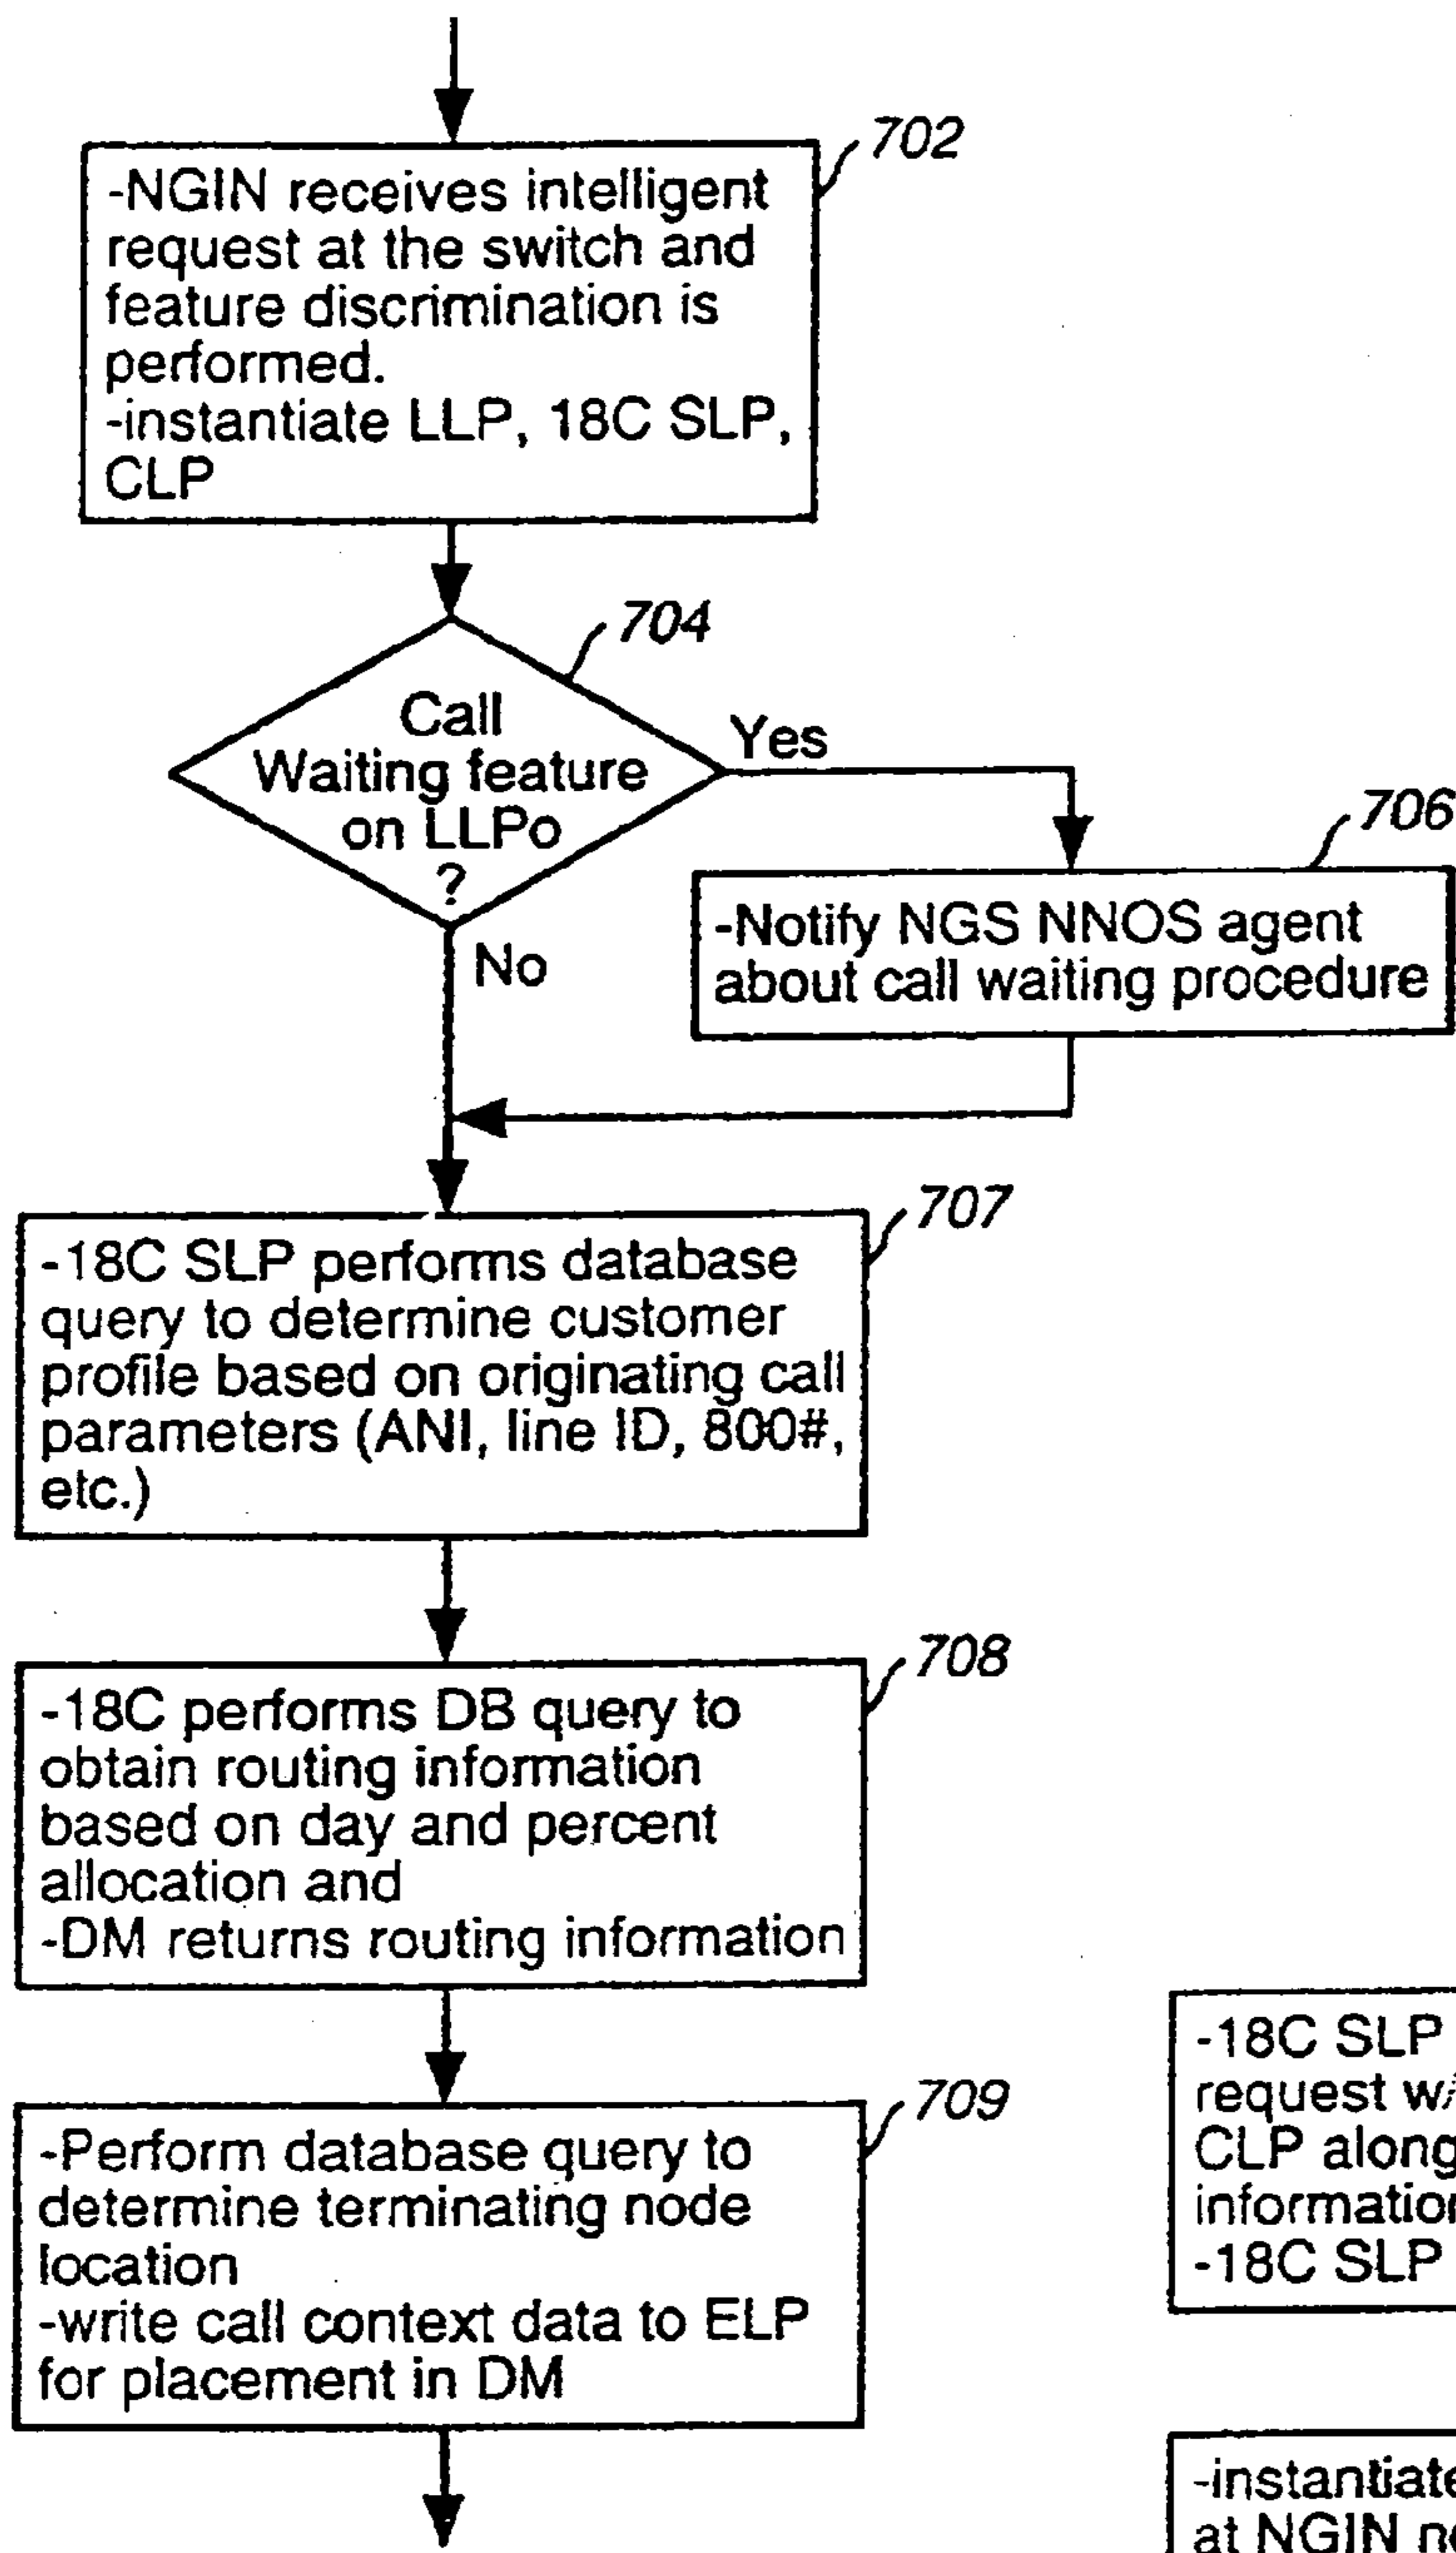 702
-NGIN receives intelligent
request at the switch and
feature discrimination is
performed.
-instantiate LLP, 18C SLP,
CLP
704
Call
Waiting feature
on LLPo
?
Yes
No
706
-Notify NGS NNOS agent
about call waiting procedure
707
-18C SLP performs database
query to determine customer
profile based on originating call
parameters (ANI, line ID, 800#,
etc.)
708
-18C performs DB query to
obtain routing information
based on day and percent
allocation and
-DM returns routing information
709
-Perform database query to
determine terminating node
location
-write call context data to ELP
for placement in DM
-18C SLP
request
CLP along
information
-18C SLP
-instantiate
at NGIN